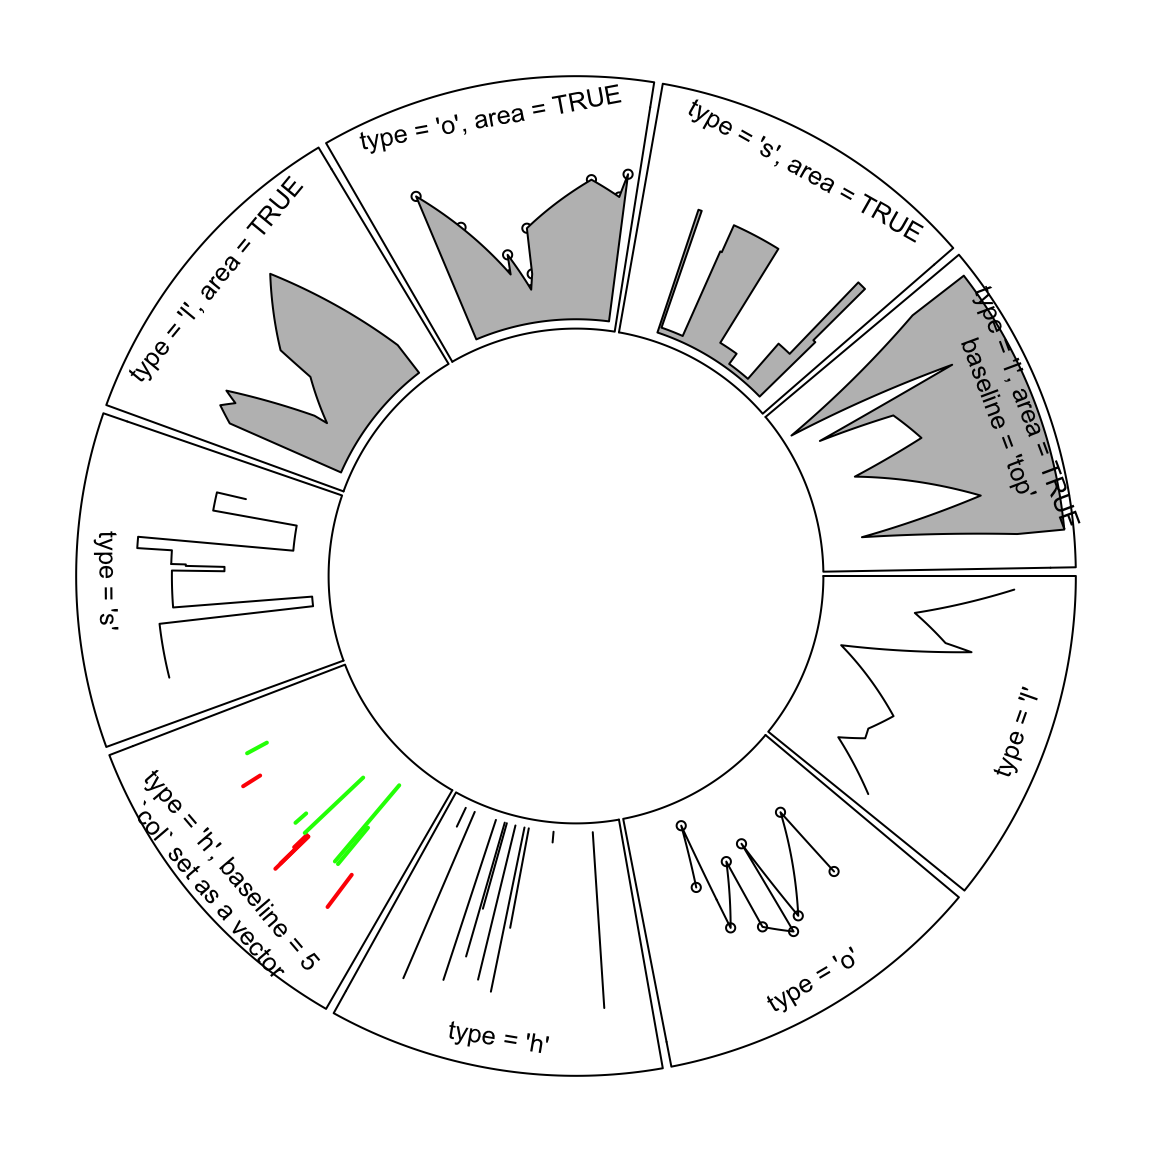 type = 'l'
type = 'o'
type = 'h'
type = 'h', baseline = 5
`col` set as a vector
type = 's'
type = 'l', area = TRUE
type = 'o', area = TRUE
type = 's', area = TRUE
type = 'l', area = TRUE
baseline = 'top'